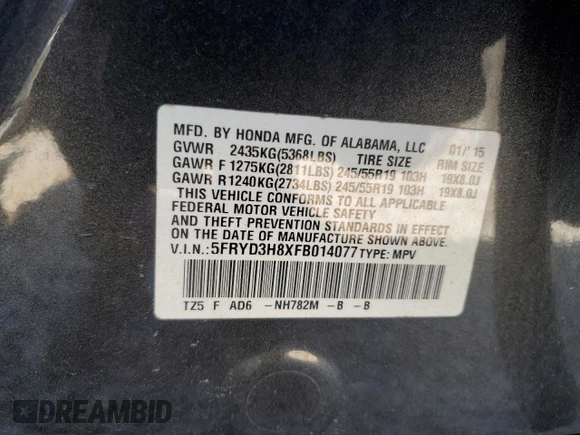 MFD. BY HONDA MFG. OF ALABAMA, LLC 01/'15
GVWR 2435KG(5368LBS) TIRE SIZE RIM SIZE
GAWR F 1275KG(2811LBS) 245/55R19 103H 19X8.0J
GAWR R1240KG(2734LBS) 245/55R19 103H 19X8.0J
THIS VEHICLE CONFORMS TO ALL APPLICABLE
FEDERAL MOTOR VEHICLE SAFETY
AND THEFT PREVENTION STANDARDS IN EFFECT
ON THE DATE OF MANUFACTURE SHOWN ABOVE.
V.I.N.: 5FRYD3H8XFB014077 TYPE: MPV
TZ5 F AD6 -NH782M -B -B
DREAMBID